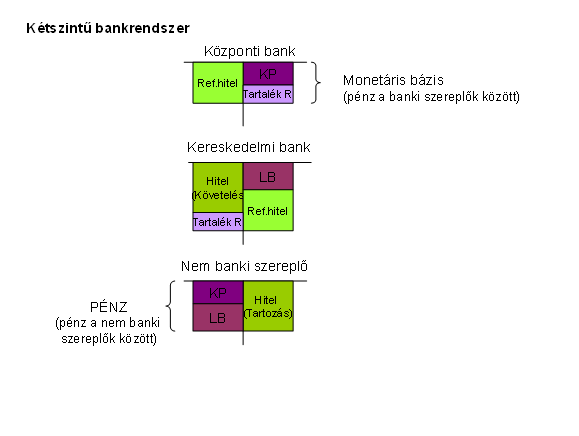 Kétszintű bankrendszer
Központi bank
Ref.hitel
KP
Tartalék R
Monetáris bázis
(pénz a banki szereplők között)
Kereskedelmi bank
Hitel
(Követelés
Tartalék R
LB
Ref.hitel
Nem banki szereplő
PÉNZ
(pénz a nem banki
szereplők között)
KP
LB
Hitel
(Tartozás)